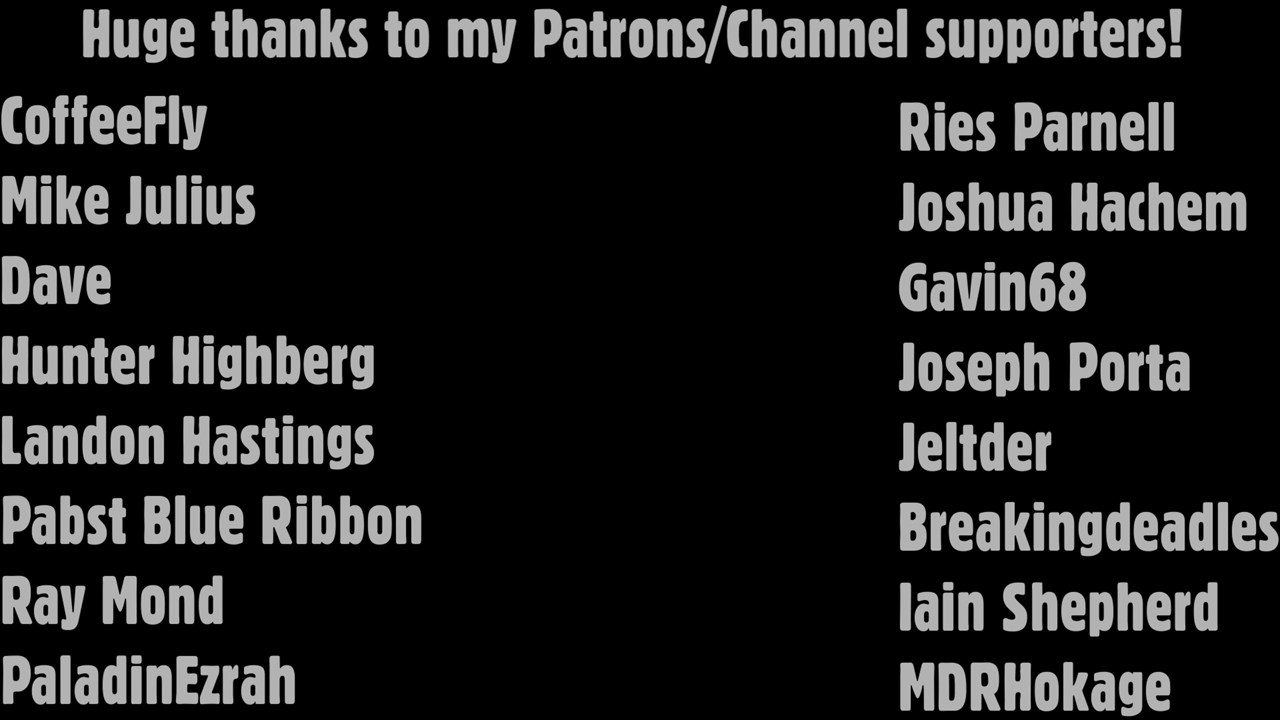 Huge thanks to my Patrons/Channel supporters!
CoffeeFly
Mike Julius
Dave
Hunter Highberg
Landon Hastings
Pabst Blue Ribbon
Ray Mond
PaladinEzrah
Ries Parnell
Joshua Hachem
Gavin68
Joseph Porta
Jeltder
Breakingdeadles
Iain Shepherd
MDRHokage